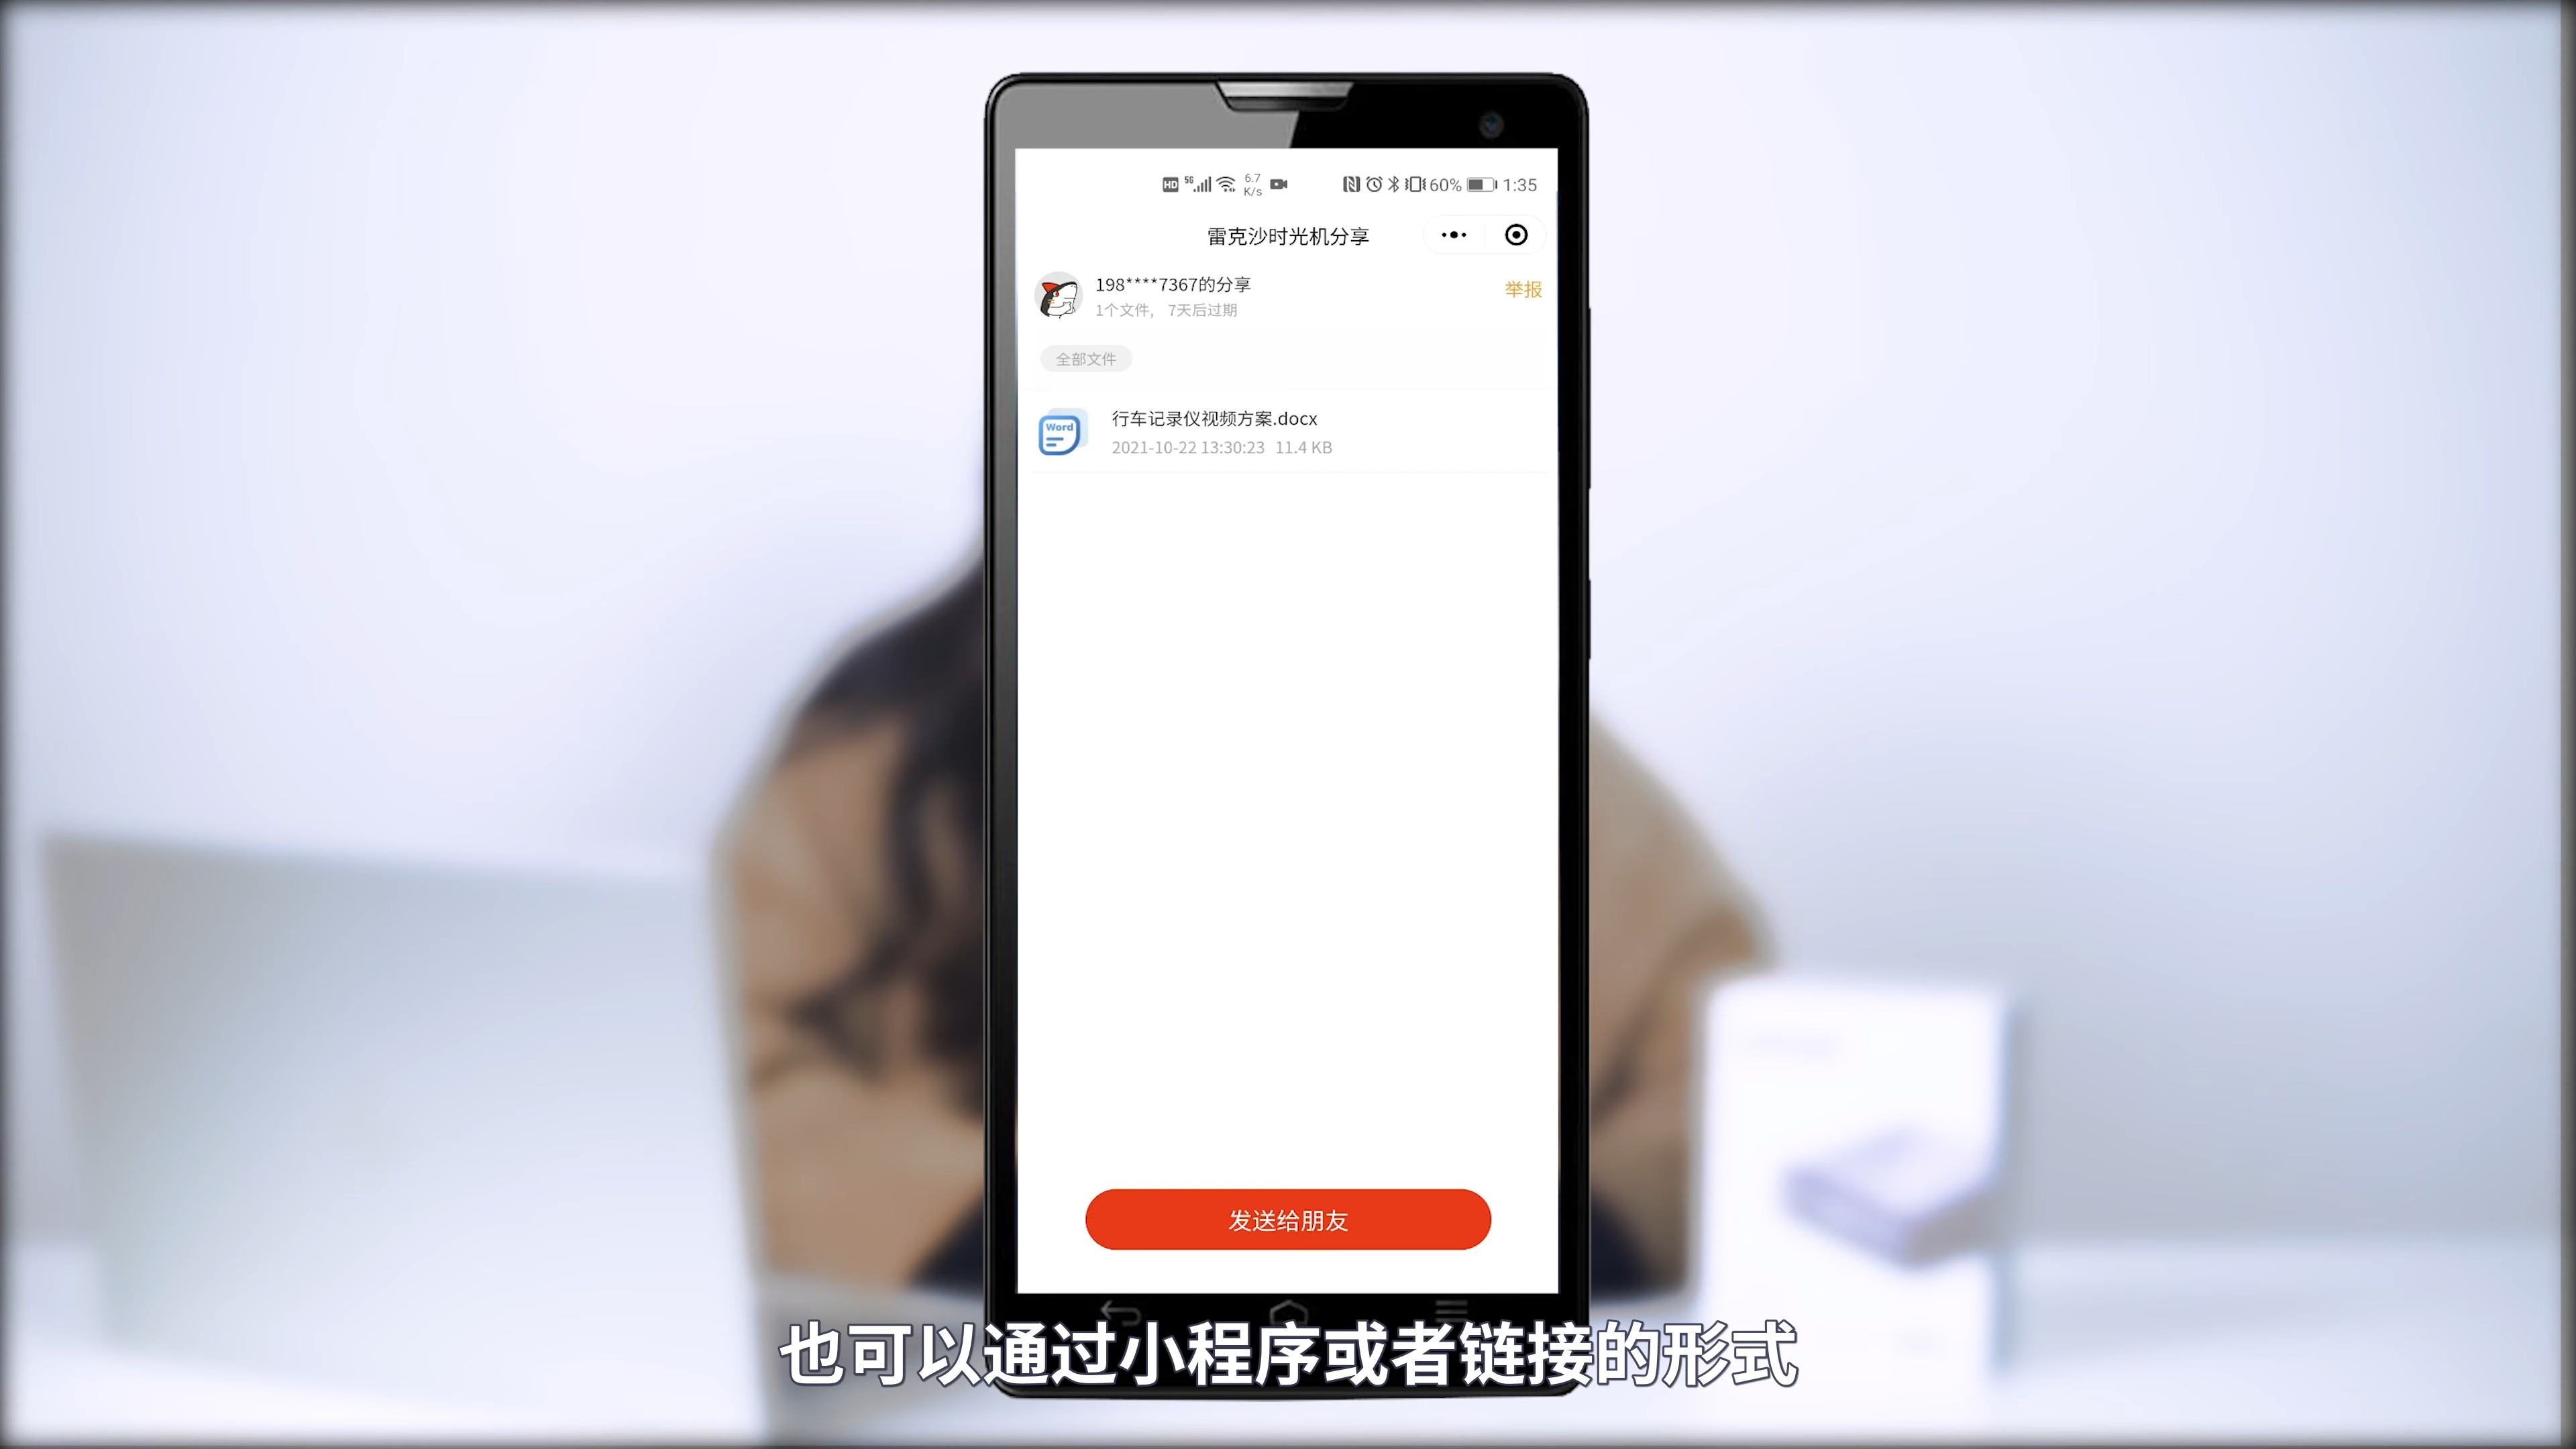 HD 5G 6.7 K/s 60% 1:35
雷克沙时光机分享
198****7367的分享
举报
1个文件， 7天后过期
全部文件
Word
行车记录仪视频方案.docx
2021-10-22 13:30:23 11.4 KB
发送给朋友
也可以通过小程序或者链接的形式